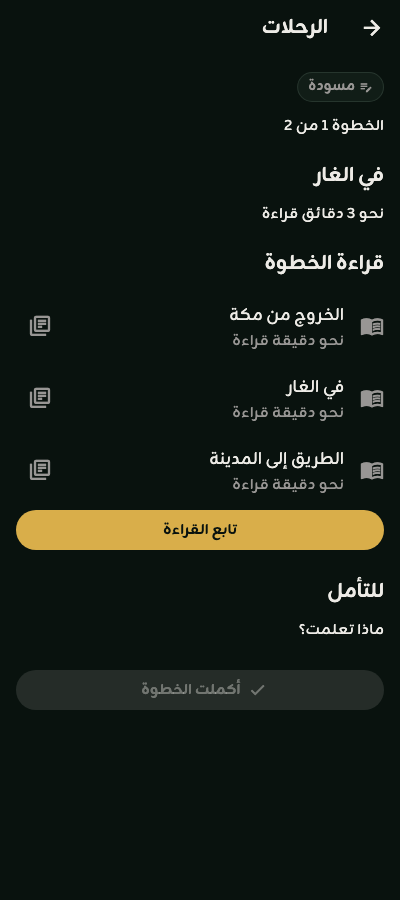 الرحلات
مسودة
الخطوة 1 من 2
في الغار
نحو 3 دقائق قراءة
قراءة الخطوة
الخروج من مكة
نحو دقيقة قراءة
في الغار
نحو دقيقة قراءة
الطريق إلى المدينة
نحو دقيقة قراءة
تابع القراءة
للتأمل
ماذا تعلمت؟
أكملت الخطوة